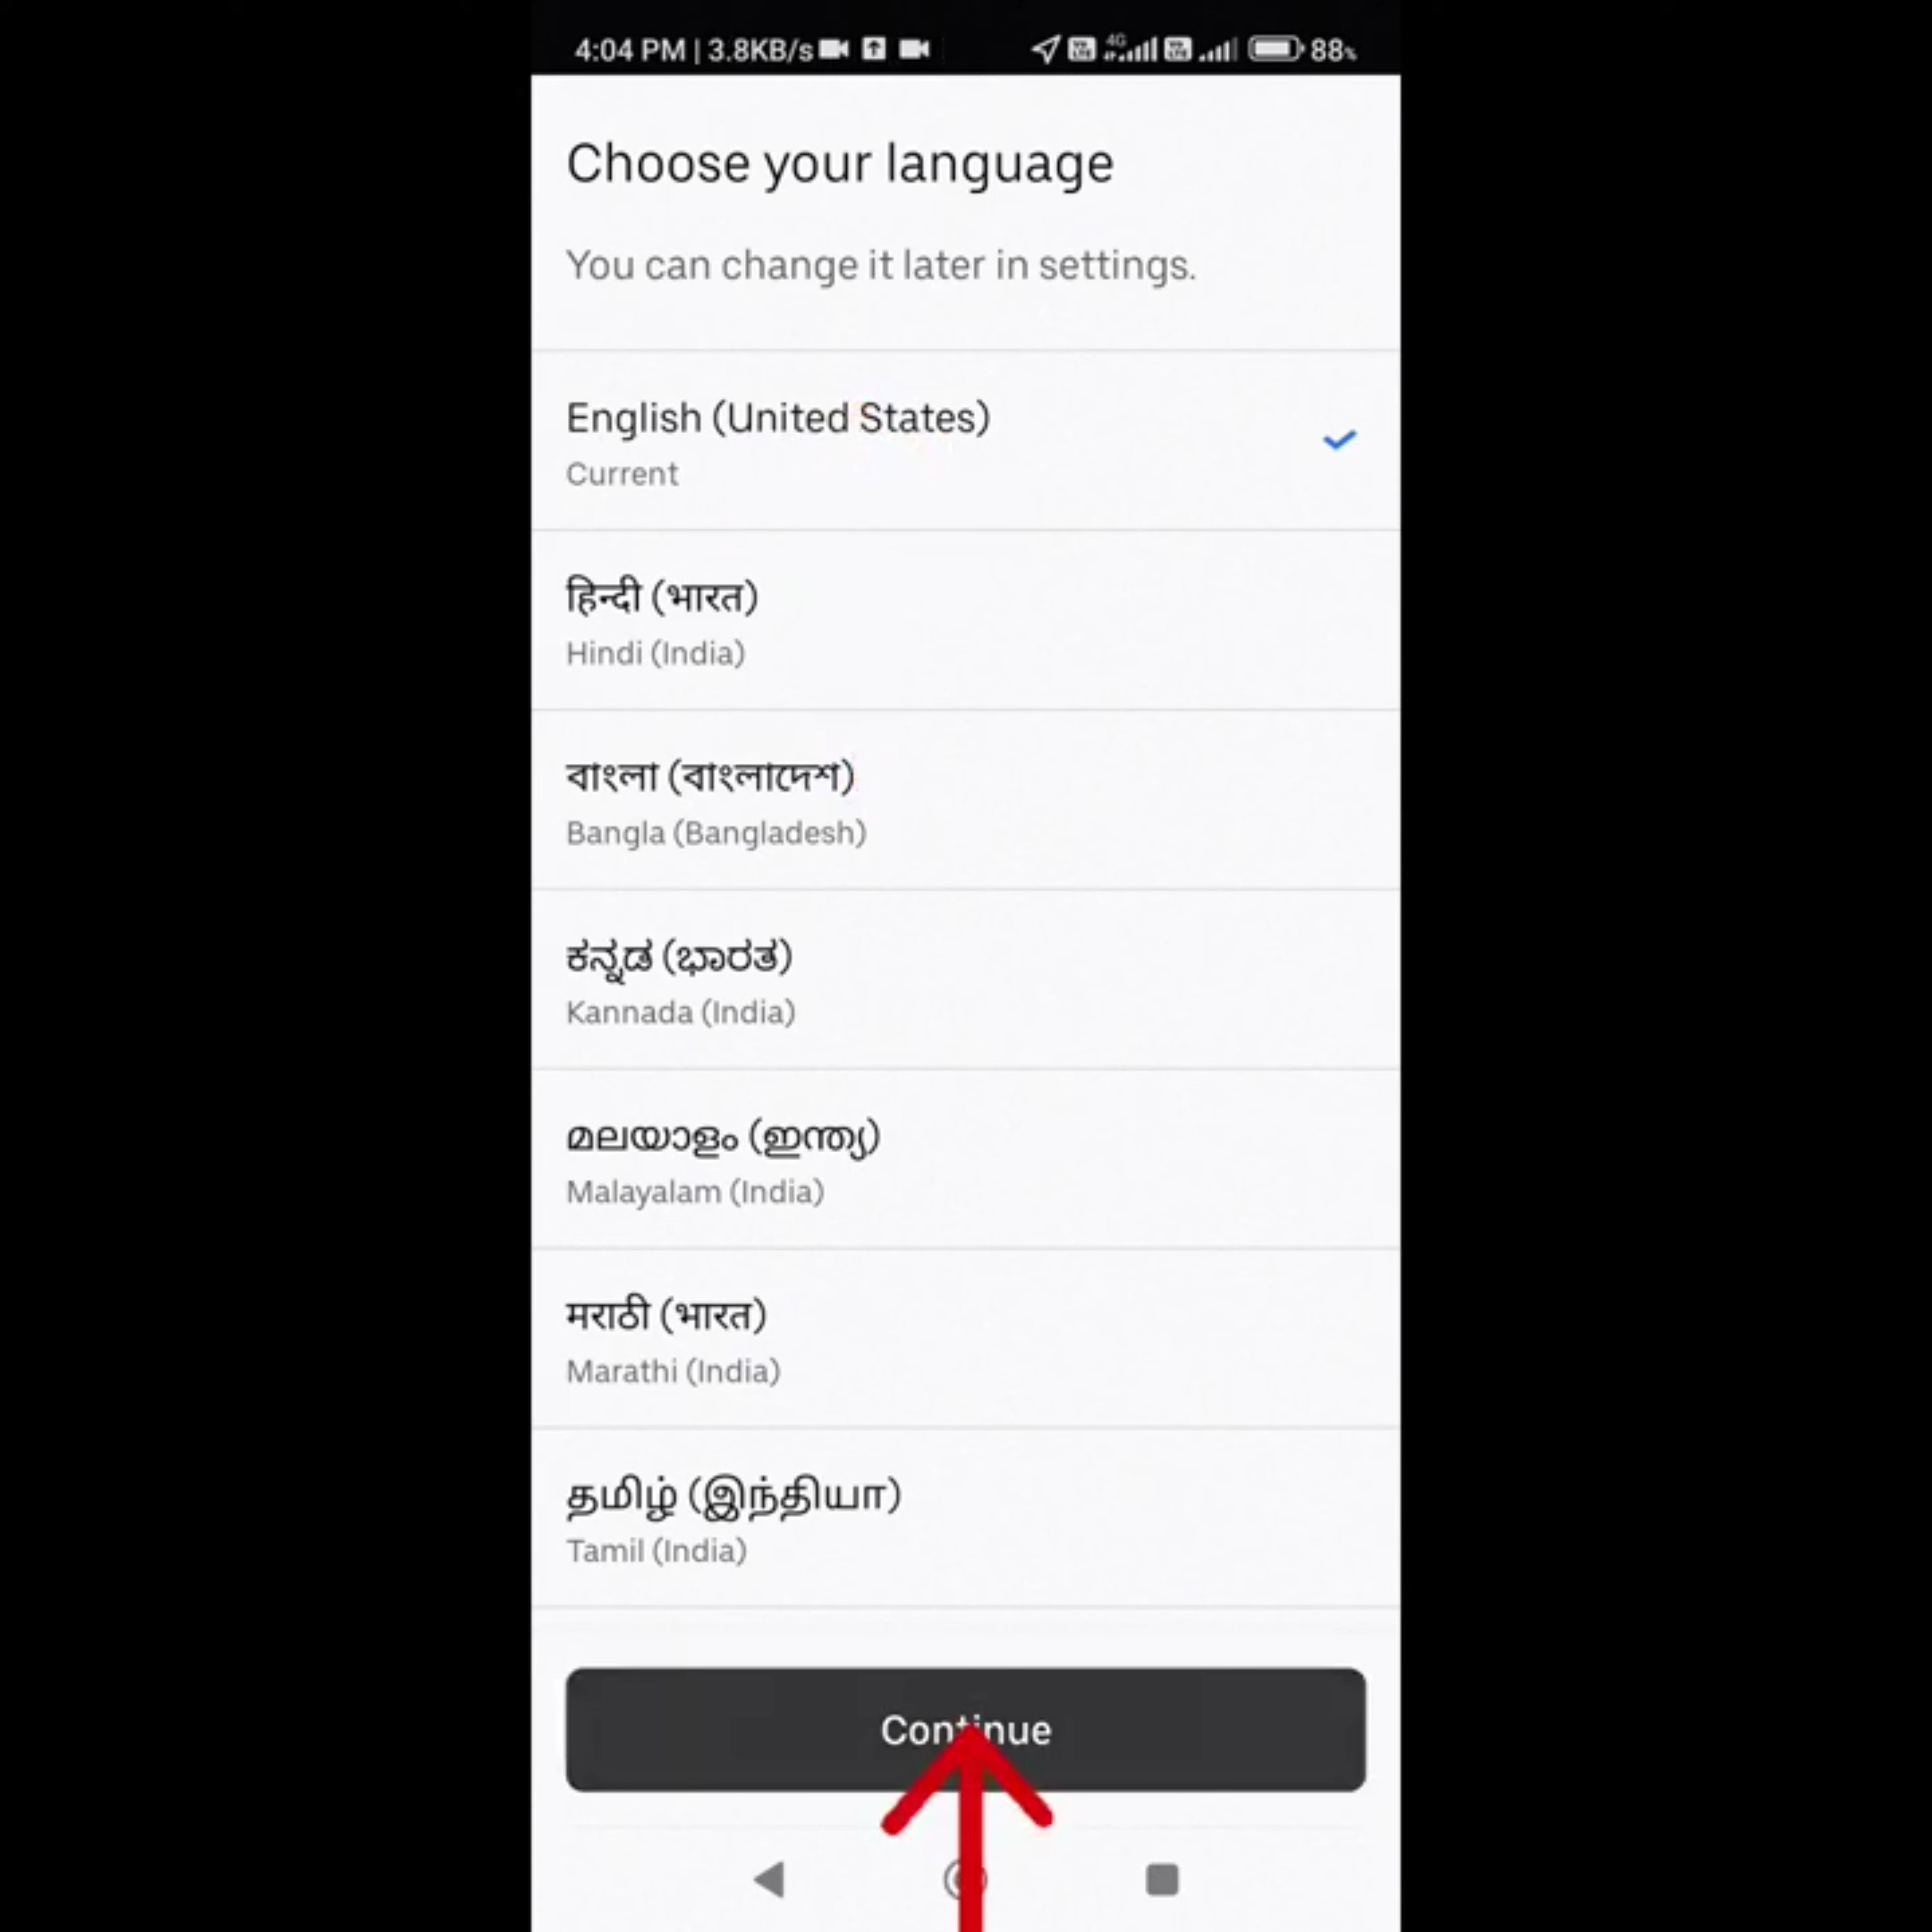 4:04 PM | 3.8KB/s 4G 88%
Choose your language
You can change it later in settings.
English (United States)
Current
हिन्दी (भारत)
Hindi (India)
বাংলা (বাংলাদেশ)
Bangla (Bangladesh)
ಕನ್ನಡ (ಭಾರತ)
Kannada (India)
മലയാളം (ഇന്ത്യ)
Malayalam (India)
मराठी (भारत)
Marathi (India)
தமிழ் (இந்தியா)
Tamil (India)
Continue